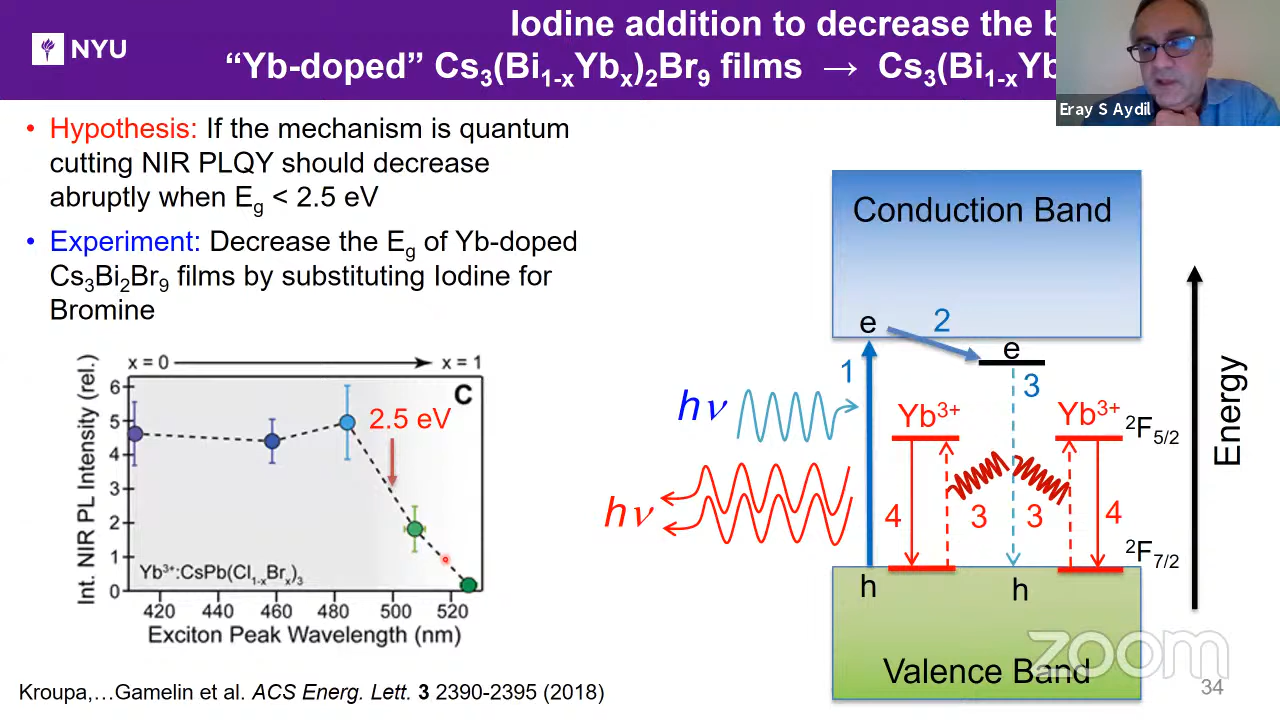 NYU
Iodine addition to decrease the
“Yb-doped” Cs₃(Bi₁₋ₓYbₓ)₂Br₉ films → Cs₃(Bi₁₋ₓYb
Eray S Aydil
• Hypothesis: If the mechanism is quantum
cutting NIR PLQY should decrease
abruptly when E_g < 2.5 eV
• Experiment: Decrease the E_g of Yb-doped
Cs₃Bi₂Br₉ films by substituting Iodine for
Bromine
x = 0
x = 1
C
Int. NIR PL Intensity (rel.)
6
5
4
3
2
1
0
2.5 eV
Yb³⁺:CsPb(Cl₁₋ₓBrₓ)₃
420 440 460 480 500 520
Exciton Peak Wavelength (nm)
Kroupa,…Gamelin et al. ACS Energ. Lett. 3 2390-2395 (2018)
Conduction Band
e
2
e
1
3
hν
Yb³⁺
Yb³⁺
²F₅/₂
hν
4
3
3
4
²F₇/₂
h
h
Valence Band
Energy
zoom
34